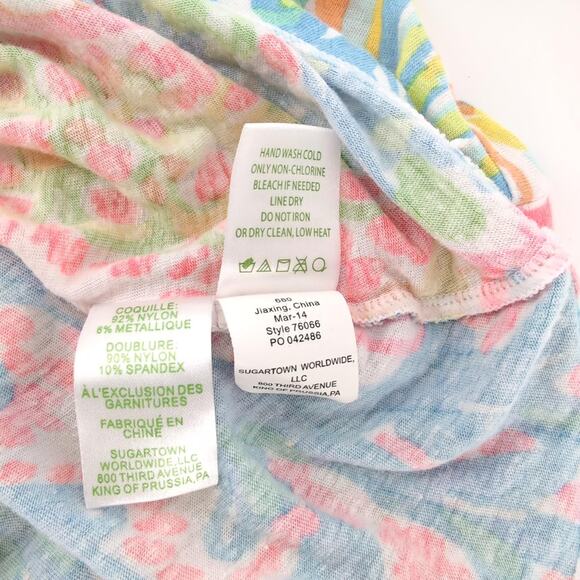 HAND WASH COLD
ONLY NON-CHLORINE
BLEACH IF NEEDED
LINE DRY
DO NOT IRON
OR DRY CLEAN, LOW HEAT
Jiaxing, China
Mar-14
Style 76066
PO 042486
SUGARTOWN WORLDWIDE,
LLC
800 THIRD AVENUE
KING OF PRUSSIA,PA
COQUILLE:
92% NYLON
8% METALLIQUE
DOUBLURE:
90% NYLON
10% SPANDEX
À L'EXCLUSION DES
GARNITURES
FABRIQUÉ EN
CHINE
SUGARTOWN
WORLDWIDE,LLC
800 THIRD AVENUE
KING OF PRUSSIA,PA